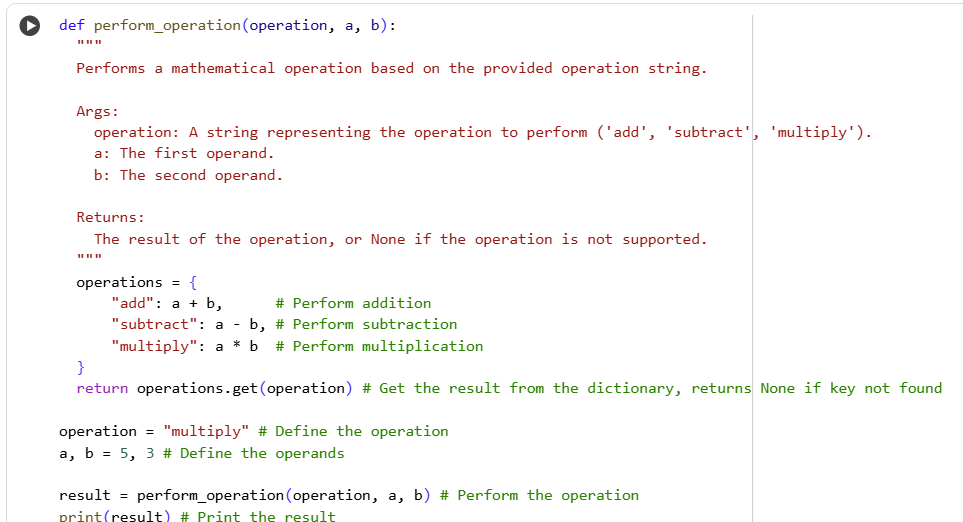 def perform_operation(operation, a, b):
  """
  Performs a mathematical operation based on the provided operation string.

  Args:
    operation: A string representing the operation to perform ('add', 'subtract', 'multiply').
    a: The first operand.
    b: The second operand.

  Returns:
    The result of the operation, or None if the operation is not supported.
  """
  operations = {
      "add": a + b,      # Perform addition
      "subtract": a - b, # Perform subtraction
      "multiply": a * b  # Perform multiplication
  }
  return operations.get(operation) # Get the result from the dictionary, returns None if key not found

operation = "multiply" # Define the operation
a, b = 5, 3 # Define the operands

result = perform_operation(operation, a, b) # Perform the operation
print(result) # Print the result